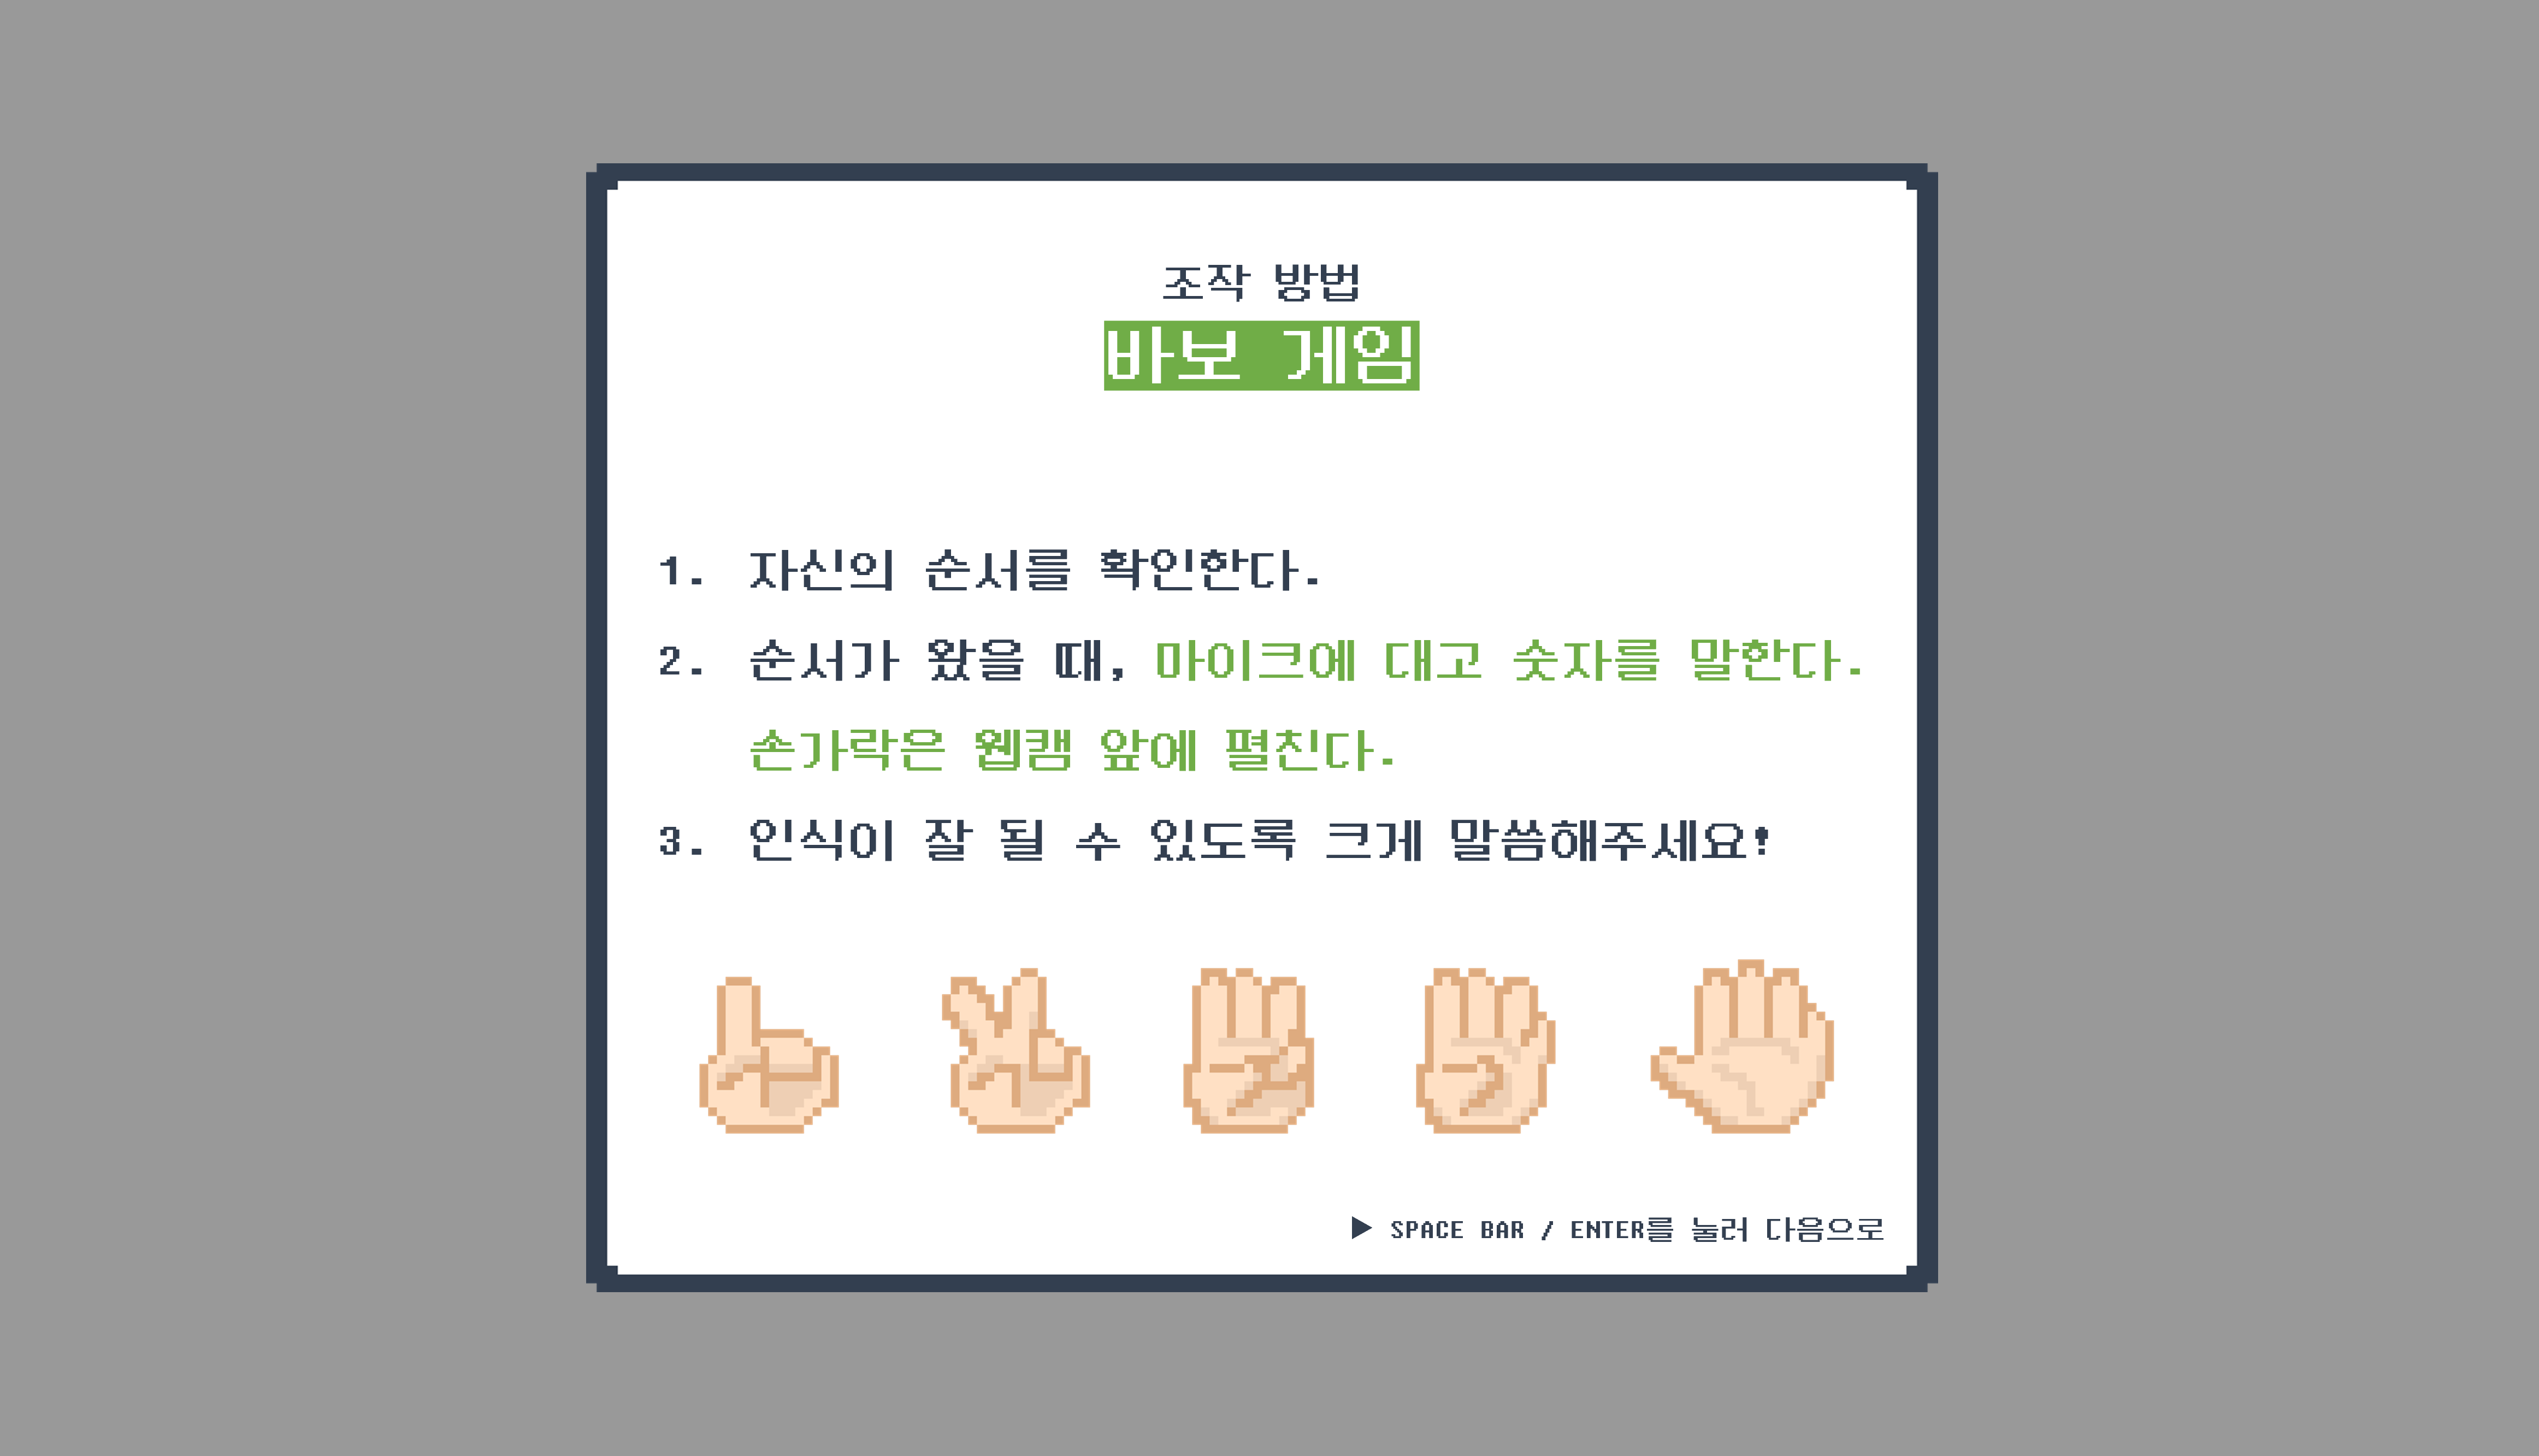 조작 방법
바보 게임
1. 자신의 순서를 확인한다.
2. 순서가 왔을 때, 마이크에 대고 숫자를 말한다.
손가락은 웹캠 앞에 펼친다.
3. 인식이 잘 될 수 있도록 크게 말씀해주세요!
▶ SPACE BAR / ENTER를 눌러 다음으로